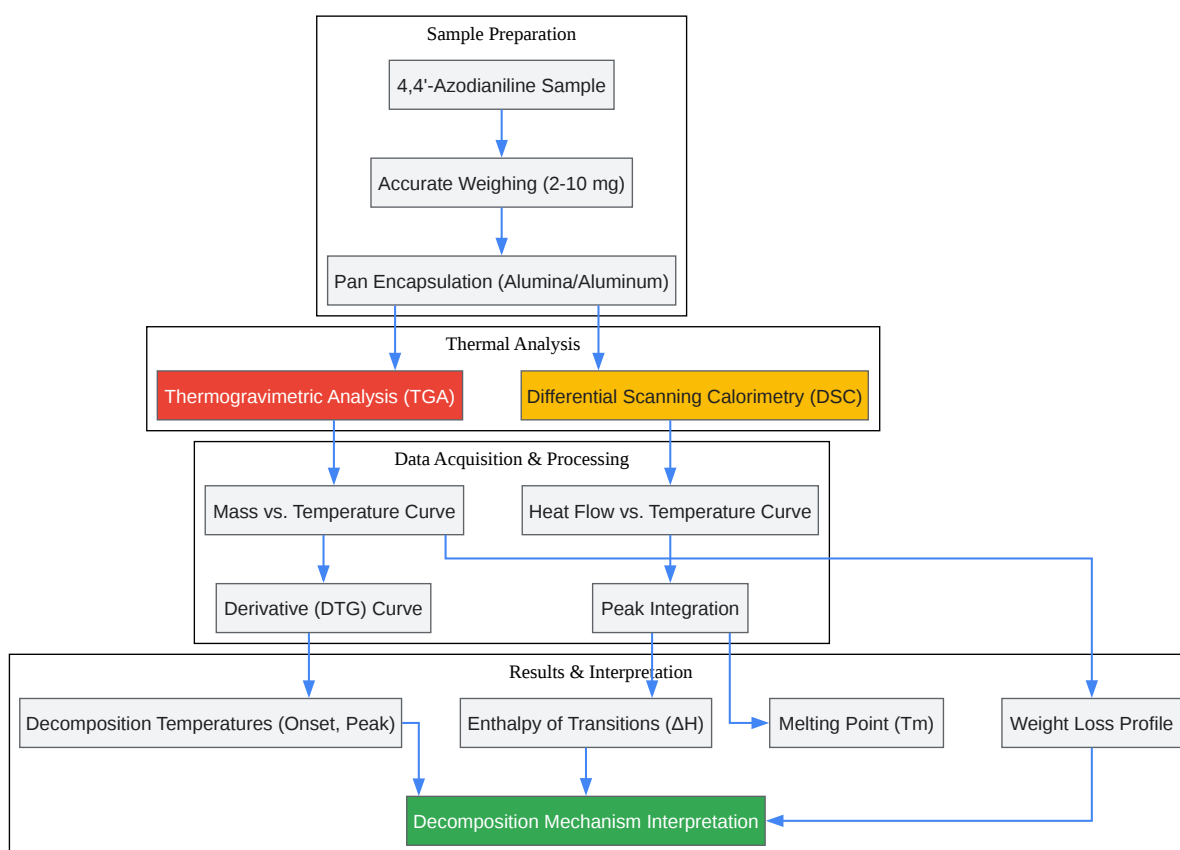 Sample Preparation
4,4'-Azodianiline Sample
Accurate Weighing (2-10 mg)
Pan Encapsulation (Alumina/Aluminum)
Thermal Analysis
Thermogravimetric Analysis (TGA)
Differential Scanning Calorimetry (DSC)
Data Acquisition & Processing
Mass vs. Temperature Curve
Heat Flow vs. Temperature Curve
Derivative (DTG) Curve
Peak Integration
Results & Interpretation
Decomposition Temperatures (Onset, Peak)
Enthalpy of Transitions (ΔH)
Melting Point (Tm)
Weight Loss Profile
Decomposition Mechanism Interpretation